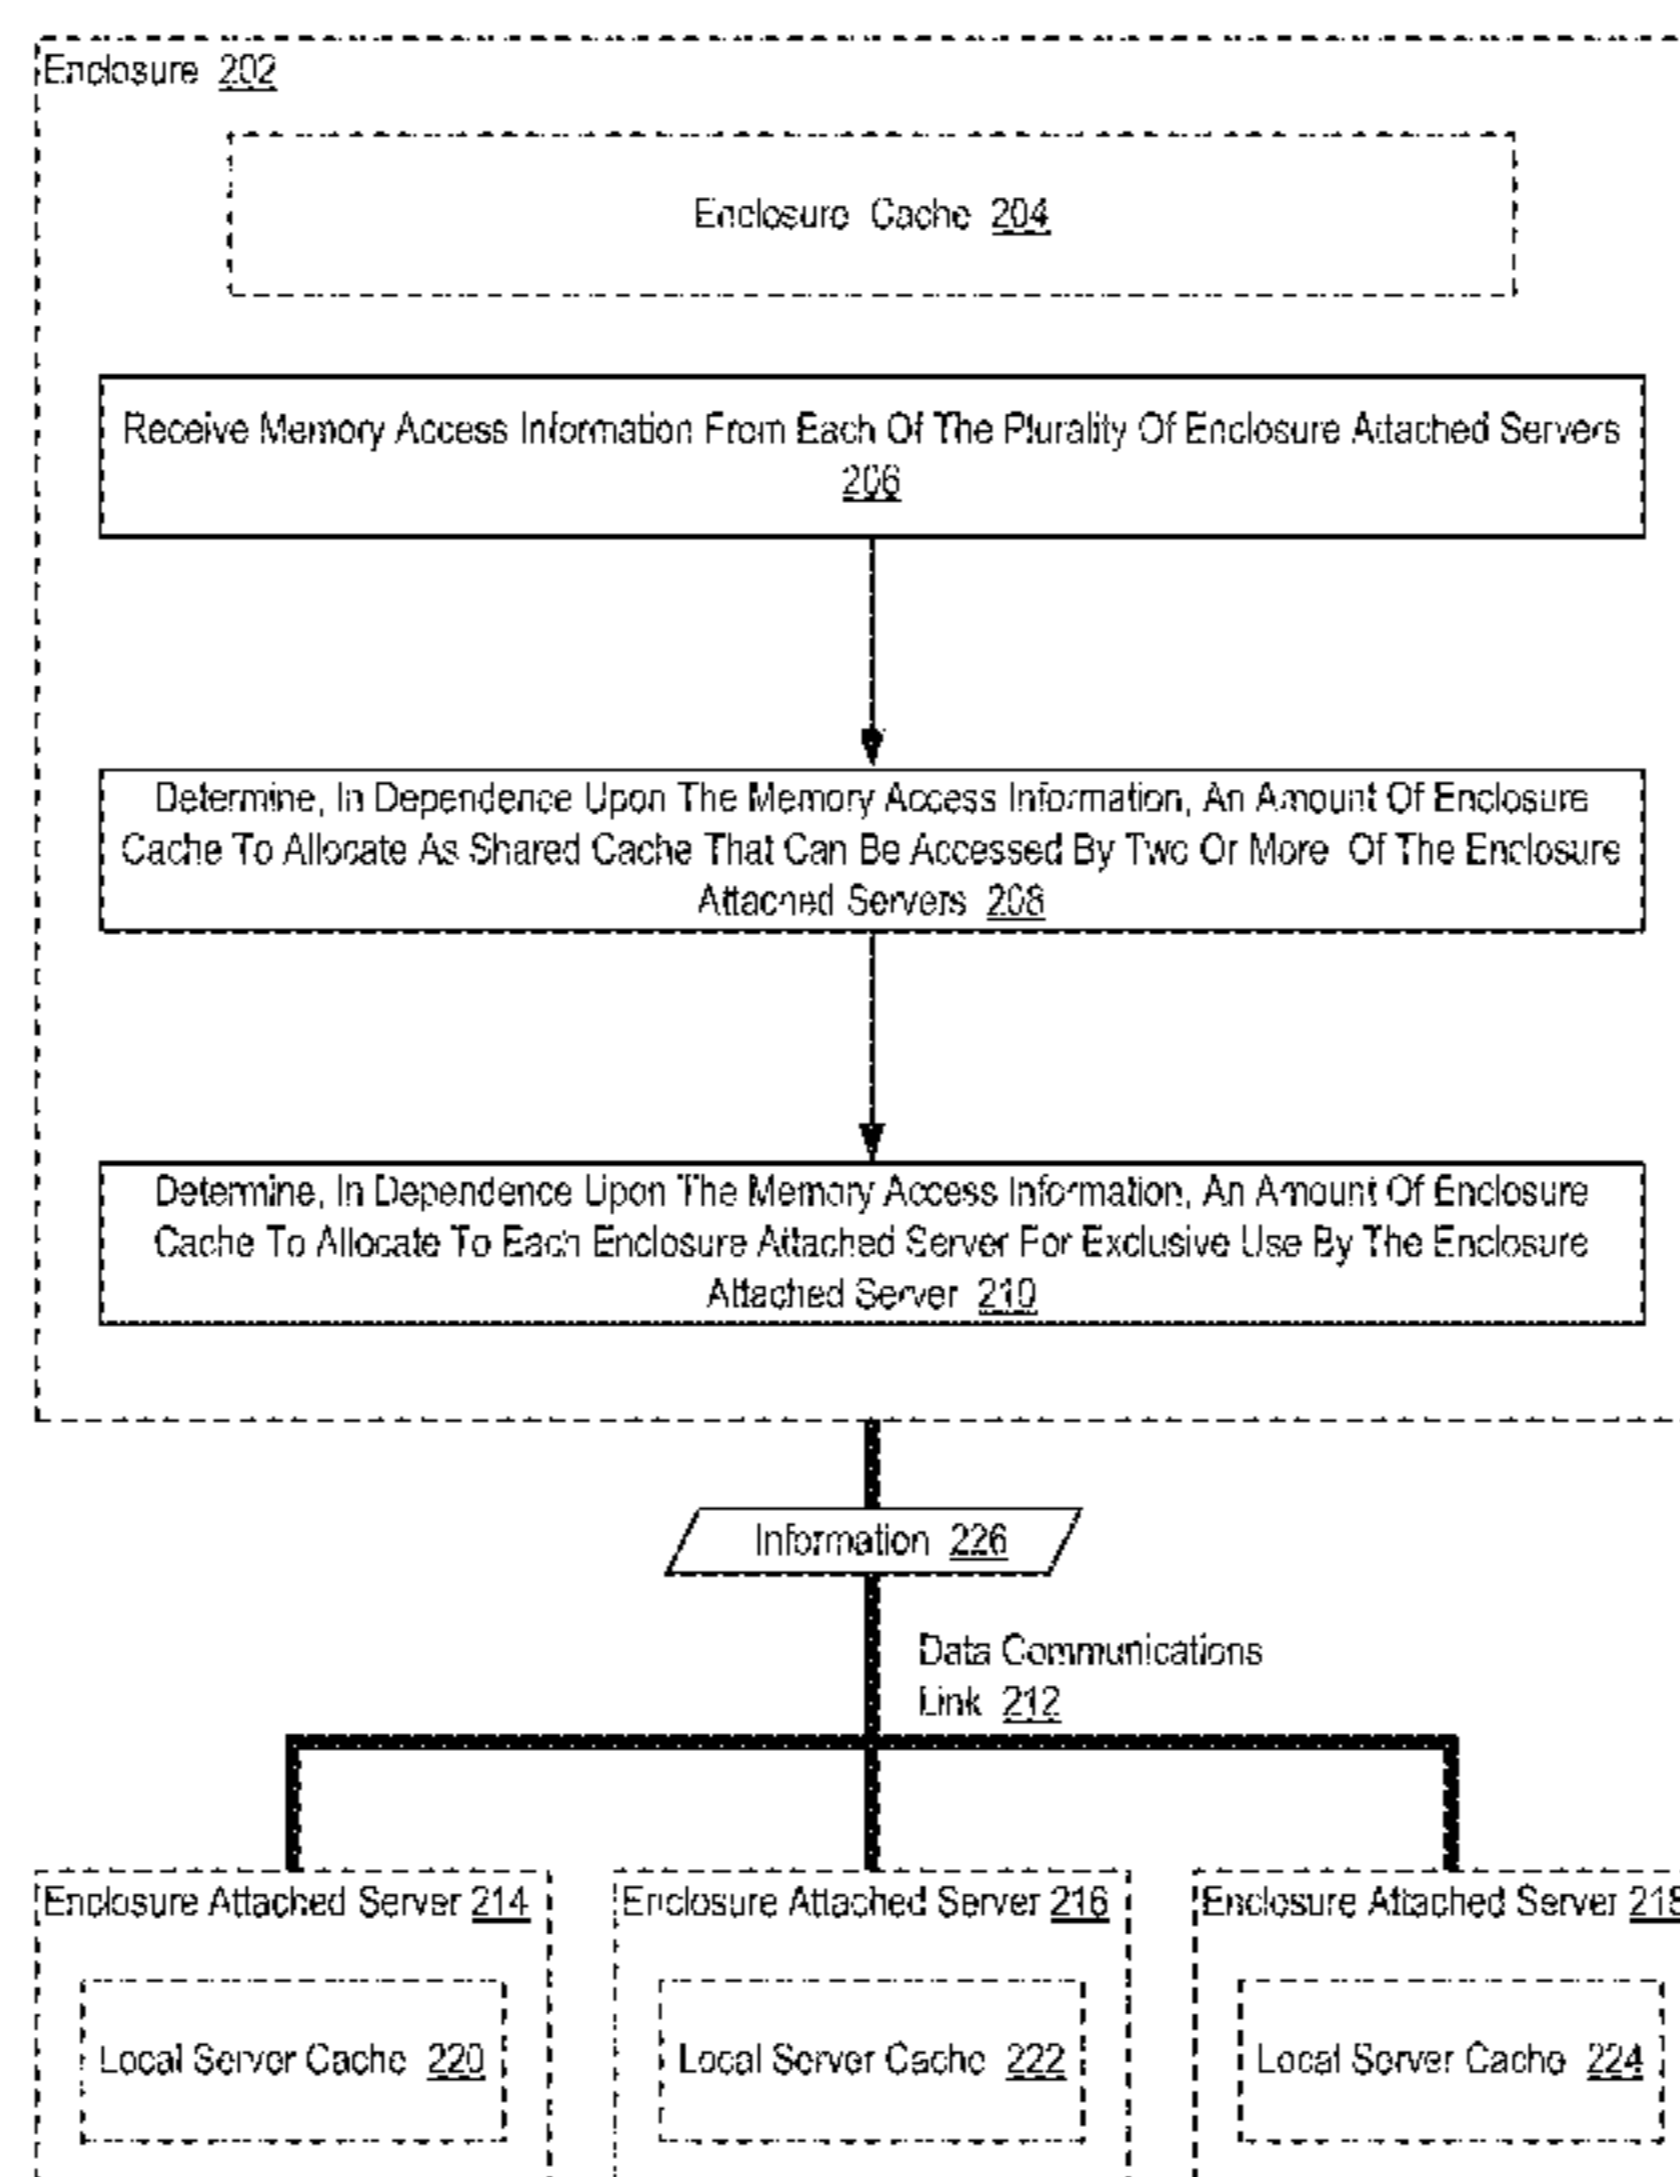 Enclosure 202
Enclosure Cache 204
Receive Memory Access Information From Each Of The Plurality Of Enclosure Attached Servers
206
Determine, In Dependence Upon The Memory Access Information, An Amount Of Enclosure
Cache To Allocate As Shared Cache That Can Be Accessed By Two Or More Of The Enclosure
Attached Servers 208
Determine, In Dependence Upon The Memory Access Information, An Amount Of Enclosure
Cache To Allocate To Each Enclosure Attached Server For Exclusive Use By The Enclosure
Attached Server 210
Information 226
Data Communications
Link 212
Enclosure Attached Server 214
Enclosure Attached Server 216
Enclosure Attached Server 218
Local Server Cache 220
Local Server Cache 222
Local Server Cache 224